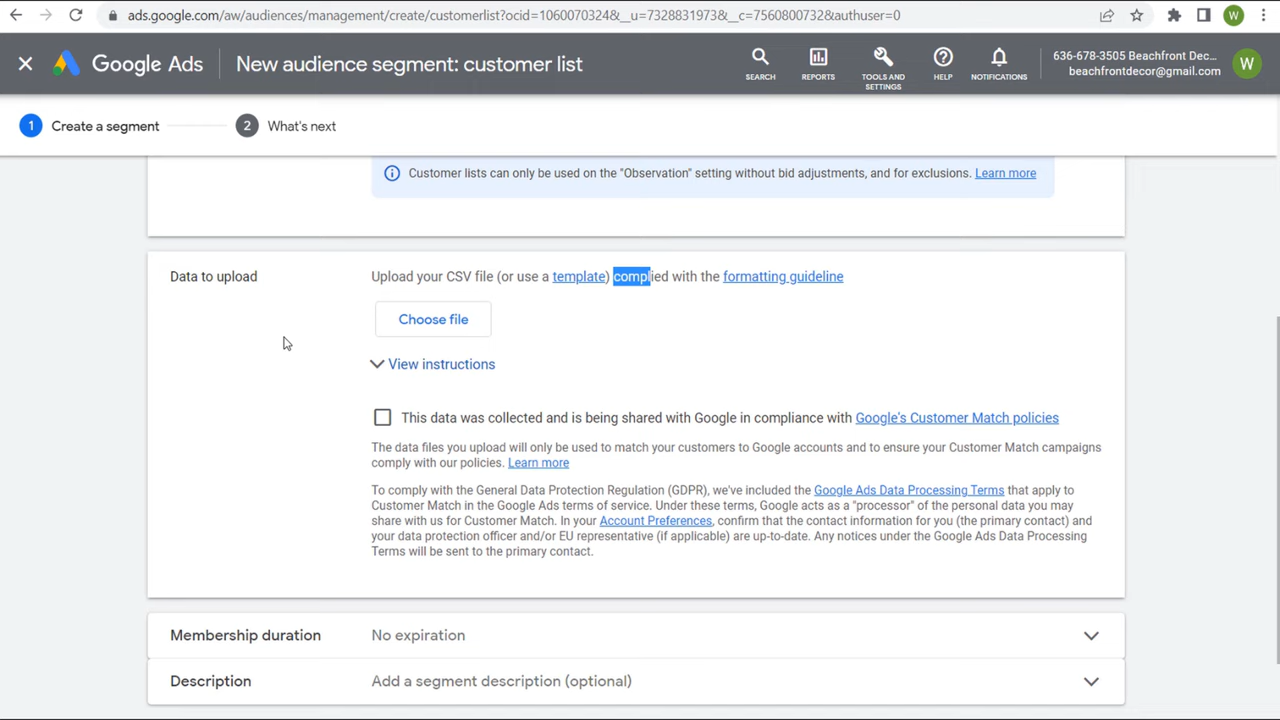 ads.google.com/aw/audiences/management/create/customerlist?ocid=1060070324&__u=7328831973&__c=7560800732&authuser=0
W
Google Ads
New audience segment: customer list
SEARCH
REPORTS
TOOLS AND
SETTINGS
HELP
NOTIFICATIONS
636-678-3505 Beachfront Dec...
beachfrontdecor@gmail.com
W
1 Create a segment
2 What's next
Customer lists can only be used on the "Observation" setting without bid adjustments, and for exclusions. Learn more
Data to upload
Upload your CSV file (or use a template) complied with the formatting guideline
Choose file
View instructions
This data was collected and is being shared with Google in compliance with Google's Customer Match policies
The data files you upload will only be used to match your customers to Google accounts and to ensure your Customer Match campaigns
comply with our policies. Learn more
To comply with the General Data Protection Regulation (GDPR), we've included the Google Ads Data Processing Terms that apply to
Customer Match in the Google Ads terms of service. Under these terms, Google acts as a "processor" of the personal data you may
share with us for Customer Match. In your Account Preferences, confirm that the contact information for you (the primary contact) and
your data protection officer and/or EU representative (if applicable) are up-to-date. Any notices under the Google Ads Data Processing
Terms will be sent to the primary contact.
Membership duration
No expiration
Description
Add a segment description (optional)